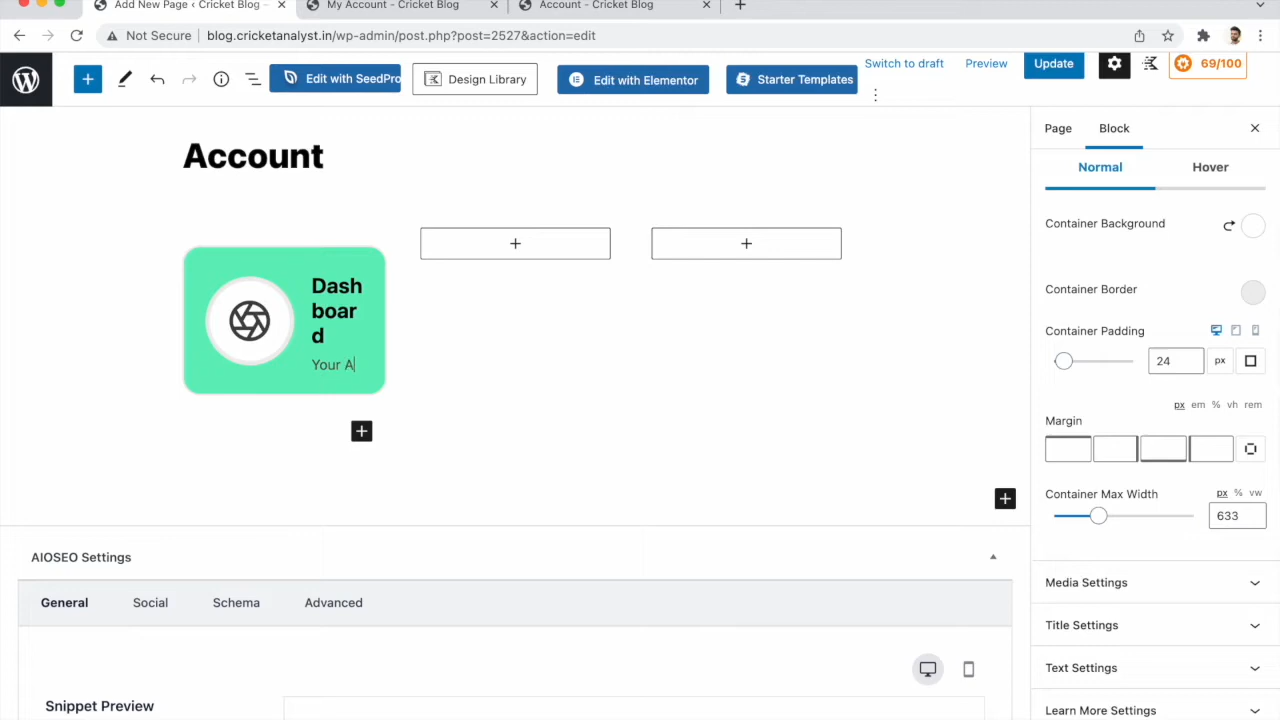 Add New Page ‹ Cricket Blog –
My Account – Cricket Blog
Account – Cricket Blog
Not Secure
blog.cricketanalyst.in/wp-admin/post.php?post=2527&action=edit
Edit with SeedPro
Design Library
Edit with Elementor
Starter Templates
Switch to draft
Preview
Update
69/100
Account
Dash
boar
d
Your A
Page
Block
Normal
Hover
Container Background
Container Border
Container Padding
24
px
px em % vh rem
Margin
Container Max Width
px % vw
633
Media Settings
Title Settings
Text Settings
Learn More Settings
AIOSEO Settings
General
Social
Schema
Advanced
Snippet Preview